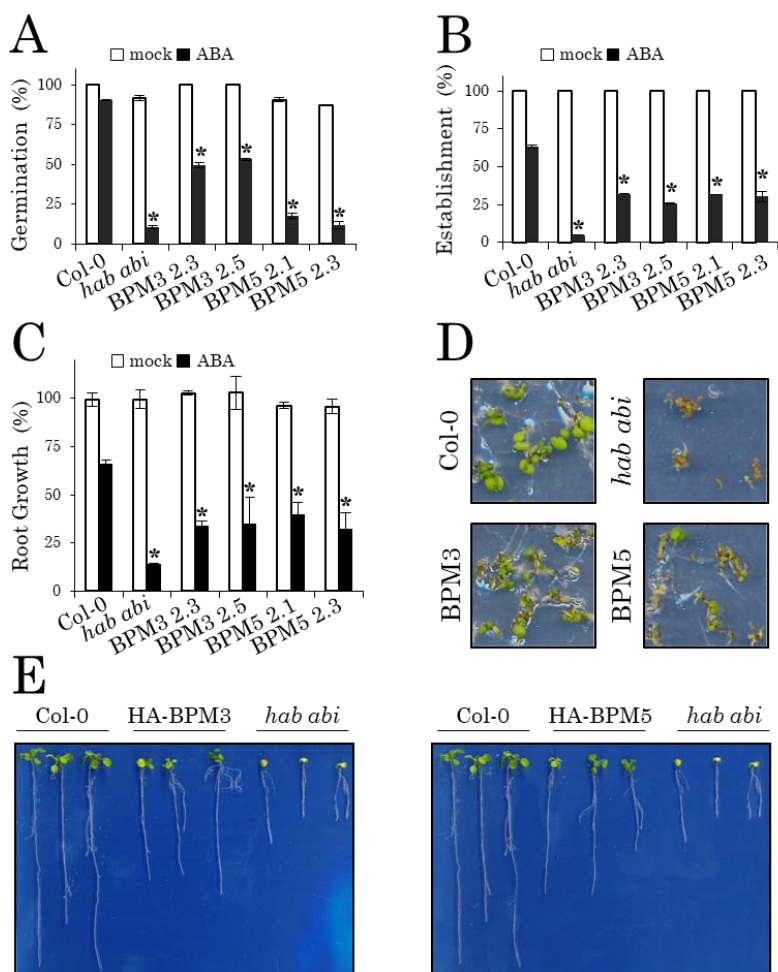 A
mock ABA
Germination (%)
100
75
50
25
0
* * * * *
Col-0
hab abi
BPM3 2.3
BPM3 2.5
BPM5 2.1
BPM5 2.3
B
mock ABA
Establishment (%)
100
75
50
25
0
* * * * *
Col-0
hab abi
BPM3 2.3
BPM3 2.5
BPM5 2.1
BPM5 2.3
C
mock ABA
Root Growth (%)
100
75
50
25
0
* * * * *
Col-0
hab abi
BPM3 2.3
BPM3 2.5
BPM5 2.1
BPM5 2.3
D
Col-0
hab abi
BPM3
BPM5
E
Col-0 HA-BPM3 hab abi
Col-0 HA-BPM5 hab abi